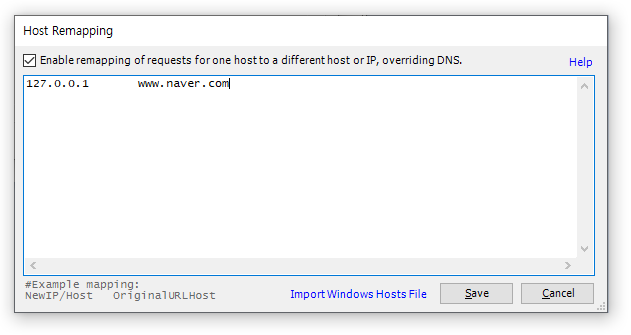 Host Remapping
Enable remapping of requests for one host to a different host or IP, overriding DNS.
Help
127.0.0.1 www.naver.com
#Example mapping:
NewIP/Host OriginalURLHost
Import Windows Hosts File
Save
Cancel